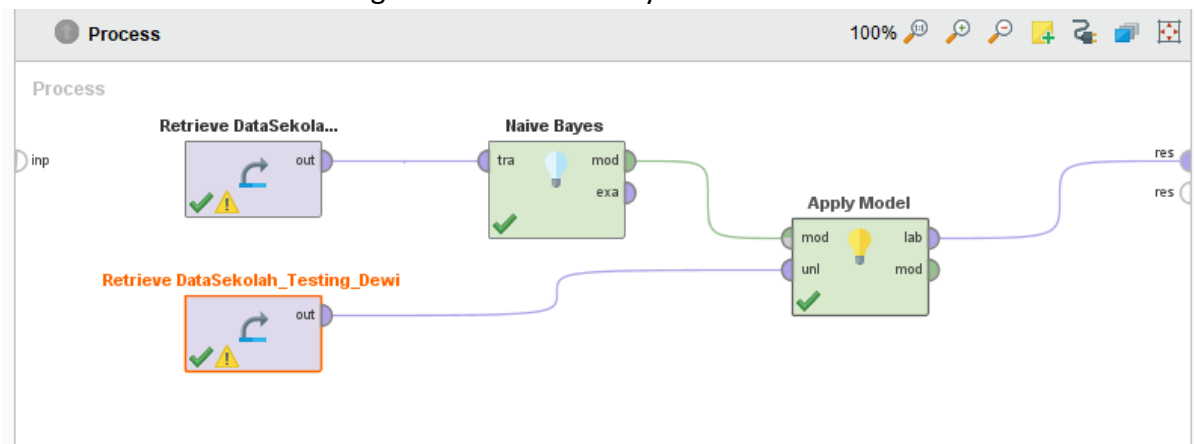 Process
100%
Process
Retrieve DataSekola...
Naive Bayes
inp
out
tra
mod
exa
res
res
Apply Model
mod
lab
unl
mod
Retrieve DataSekolah_Testing_Dewi
out